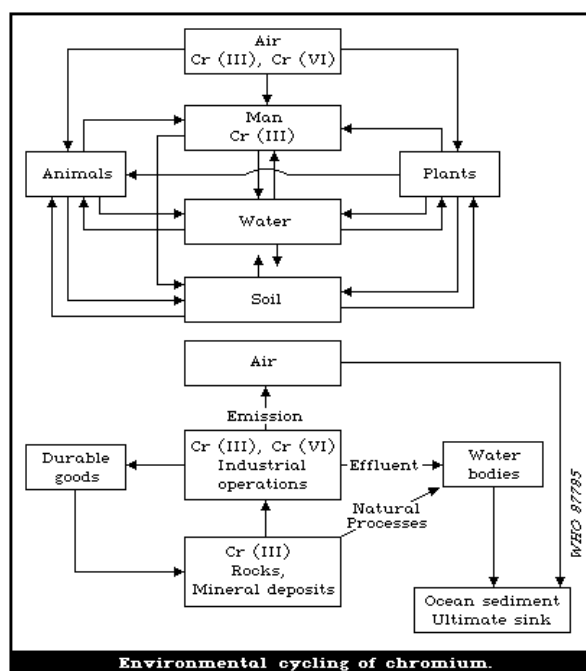 Air
Cr (III), Cr (VI)
Man
Cr (III)
Animals
Plants
Water
Soil
Air
Emission
Cr (III), Cr (VI)
Industrial
operations
Durable
goods
Effluent
Water
bodies
Natural
Processes
Cr (III)
Rocks,
Mineral deposits
Ocean sediment
Ultimate sink
WHO 87785
Environmental cycling of chromium.